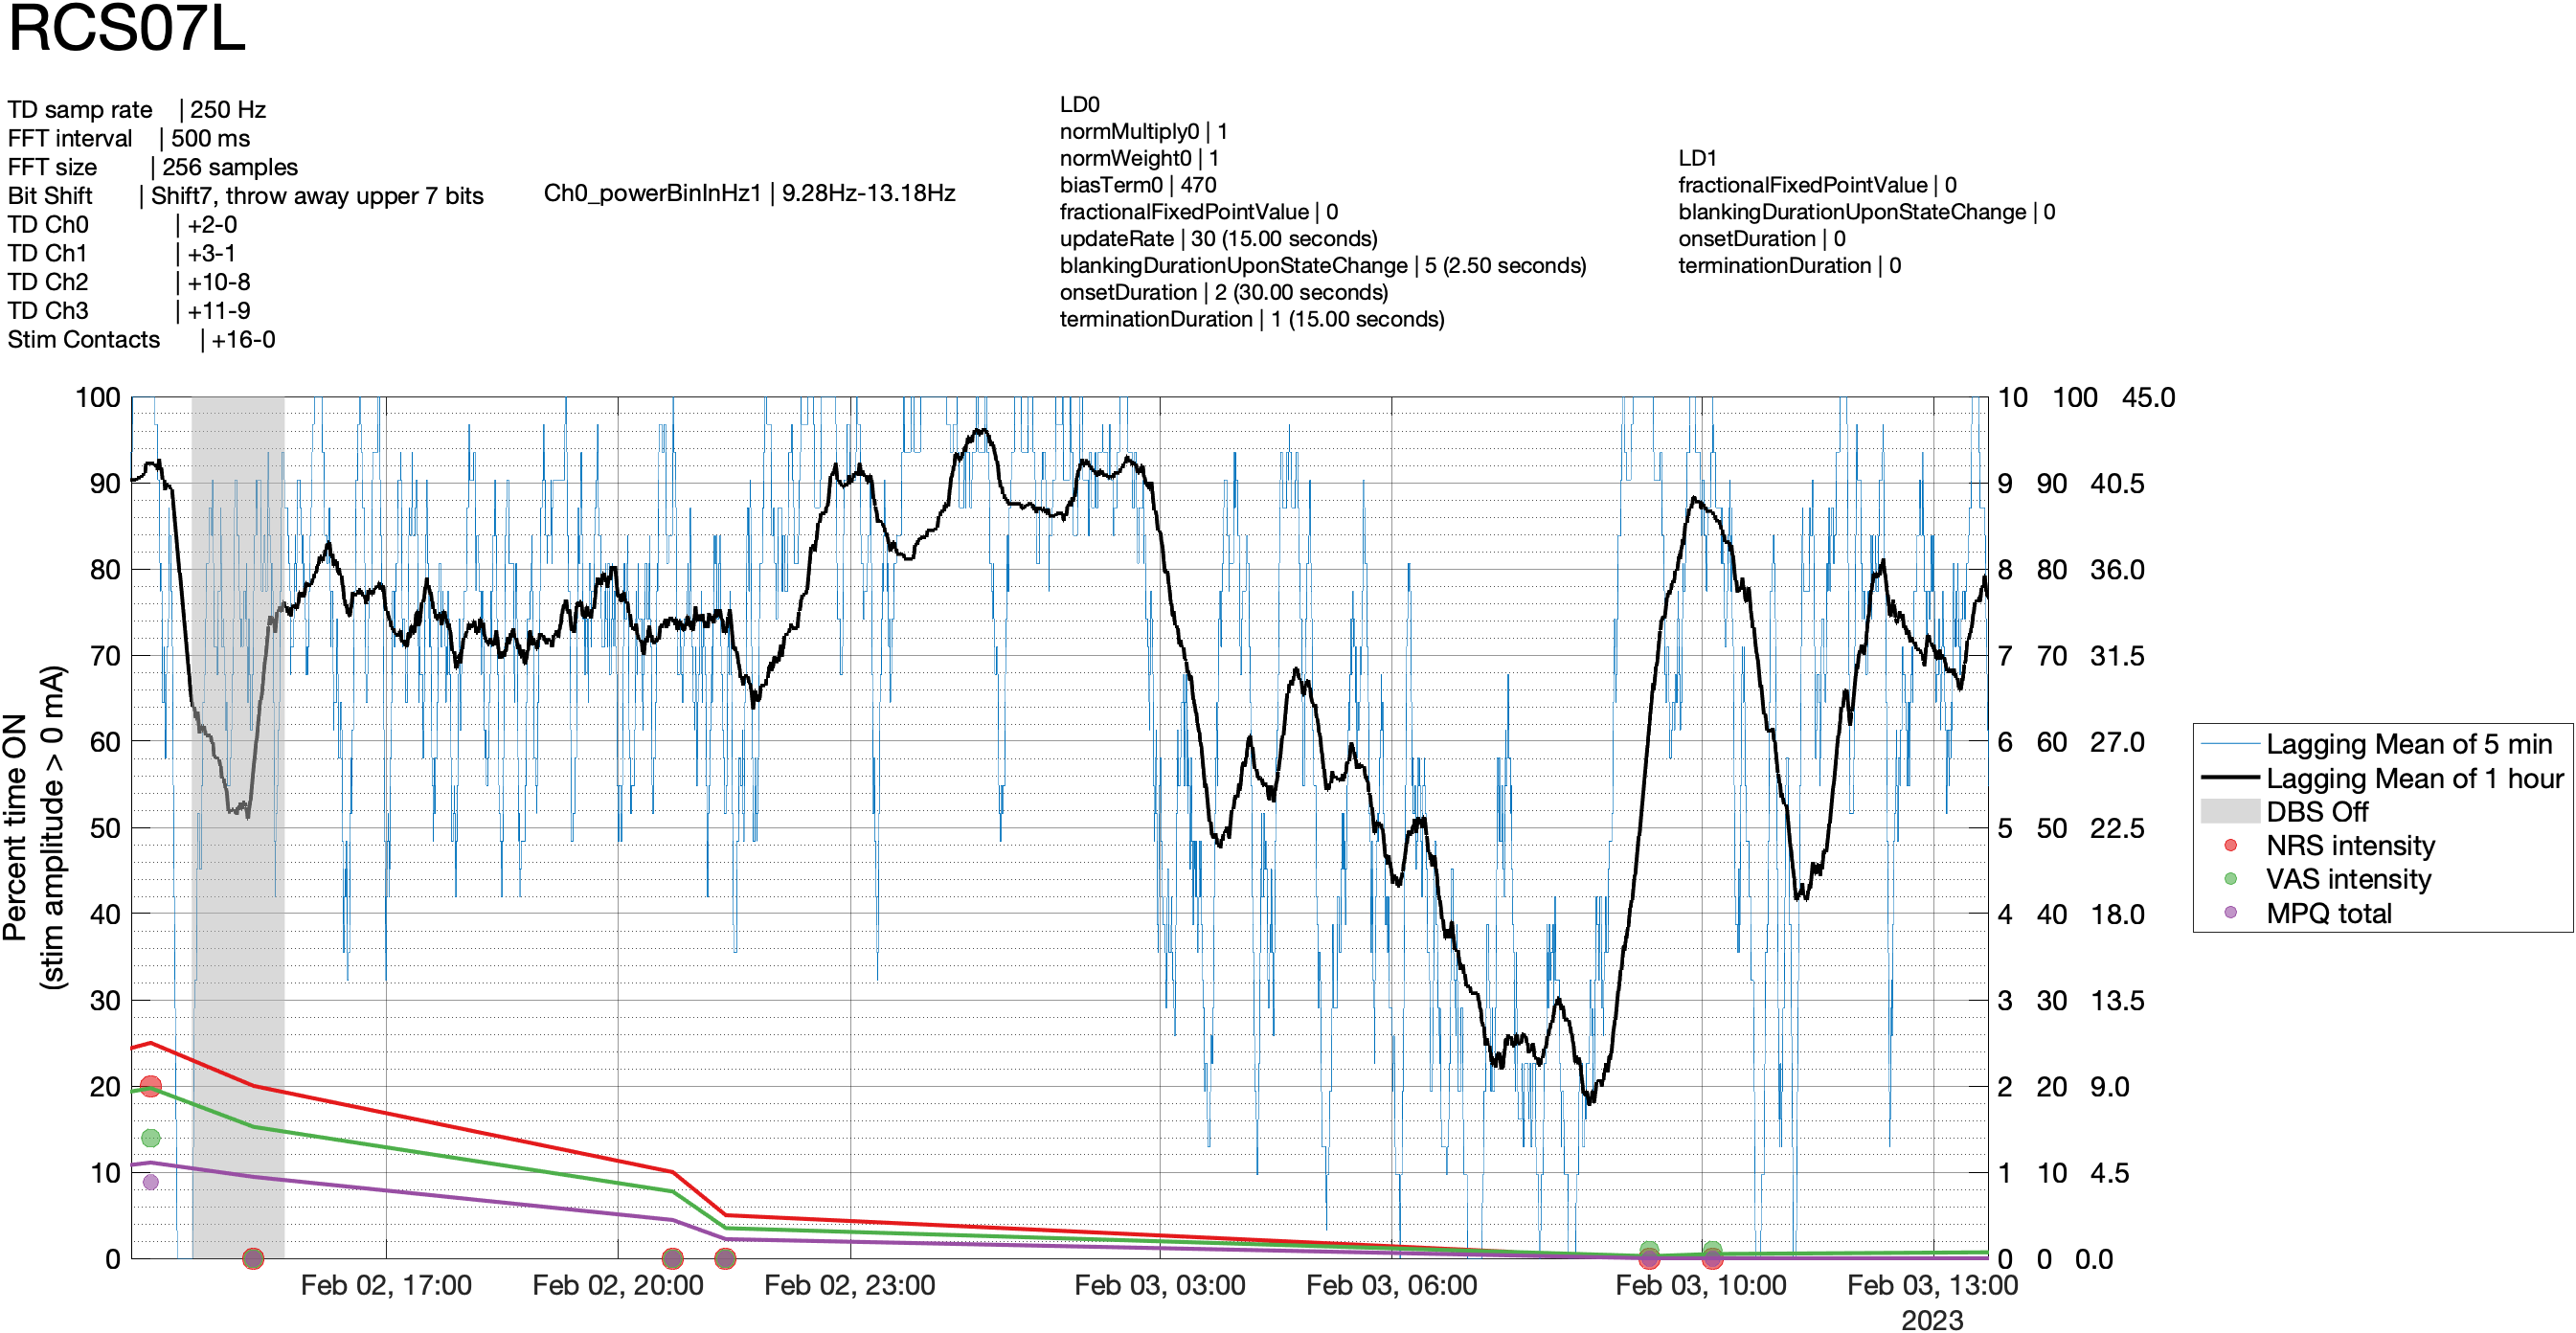 RCS07L
TD samp rate | 250 Hz
FFT interval | 500 ms
FFT size | 256 samples
Bit Shift | Shift7, throw away upper 7 bits
TD Ch0 | +2-0
TD Ch1 | +3-1
TD Ch2 | +10-8
TD Ch3 | +11-9
Stim Contacts | +16-0
Ch0_powerBinInHz1 | 9.28Hz-13.18Hz
LD0
normMultiply0 | 1
normWeight0 | 1
biasTerm0 | 470
fractionalFixedPointValue | 0
updateRate | 30 (15.00 seconds)
blankingDurationUponStateChange | 5 (2.50 seconds)
onsetDuration | 2 (30.00 seconds)
terminationDuration | 1 (15.00 seconds)
LD1
fractionalFixedPointValue | 0
blankingDurationUponStateChange | 0
onsetDuration | 0
terminationDuration | 0
Percent time ON
(stim amplitude > 0 mA)
100
90
80
70
60
50
40
30
20
10
0
10 100 45.0
9 90 40.5
8 80 36.0
7 70 31.5
6 60 27.0
5 50 22.5
4 40 18.0
3 30 13.5
2 20 9.0
1 10 4.5
0 0 0.0
Feb 02, 17:00
Feb 02, 20:00
Feb 02, 23:00
Feb 03, 03:00
Feb 03, 06:00
Feb 03, 10:00
Feb 03, 13:00
2023
Lagging Mean of 5 min
Lagging Mean of 1 hour
DBS Off
NRS intensity
VAS intensity
MPQ total